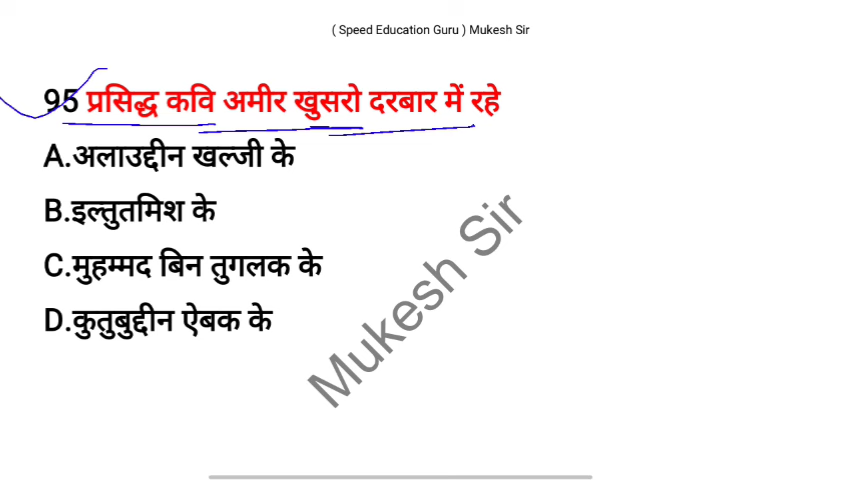 ( Speed Education Guru ) Mukesh Sir
95 प्रसिद्ध कवि अमीर खुसरो दरबार में रहे
A.अलाउद्दीन खल्जी के
B.इल्तुतमिश के
C.मुहम्मद बिन तुगलक के
D.कुतुबुद्दीन ऐबक के
Mukesh Sir